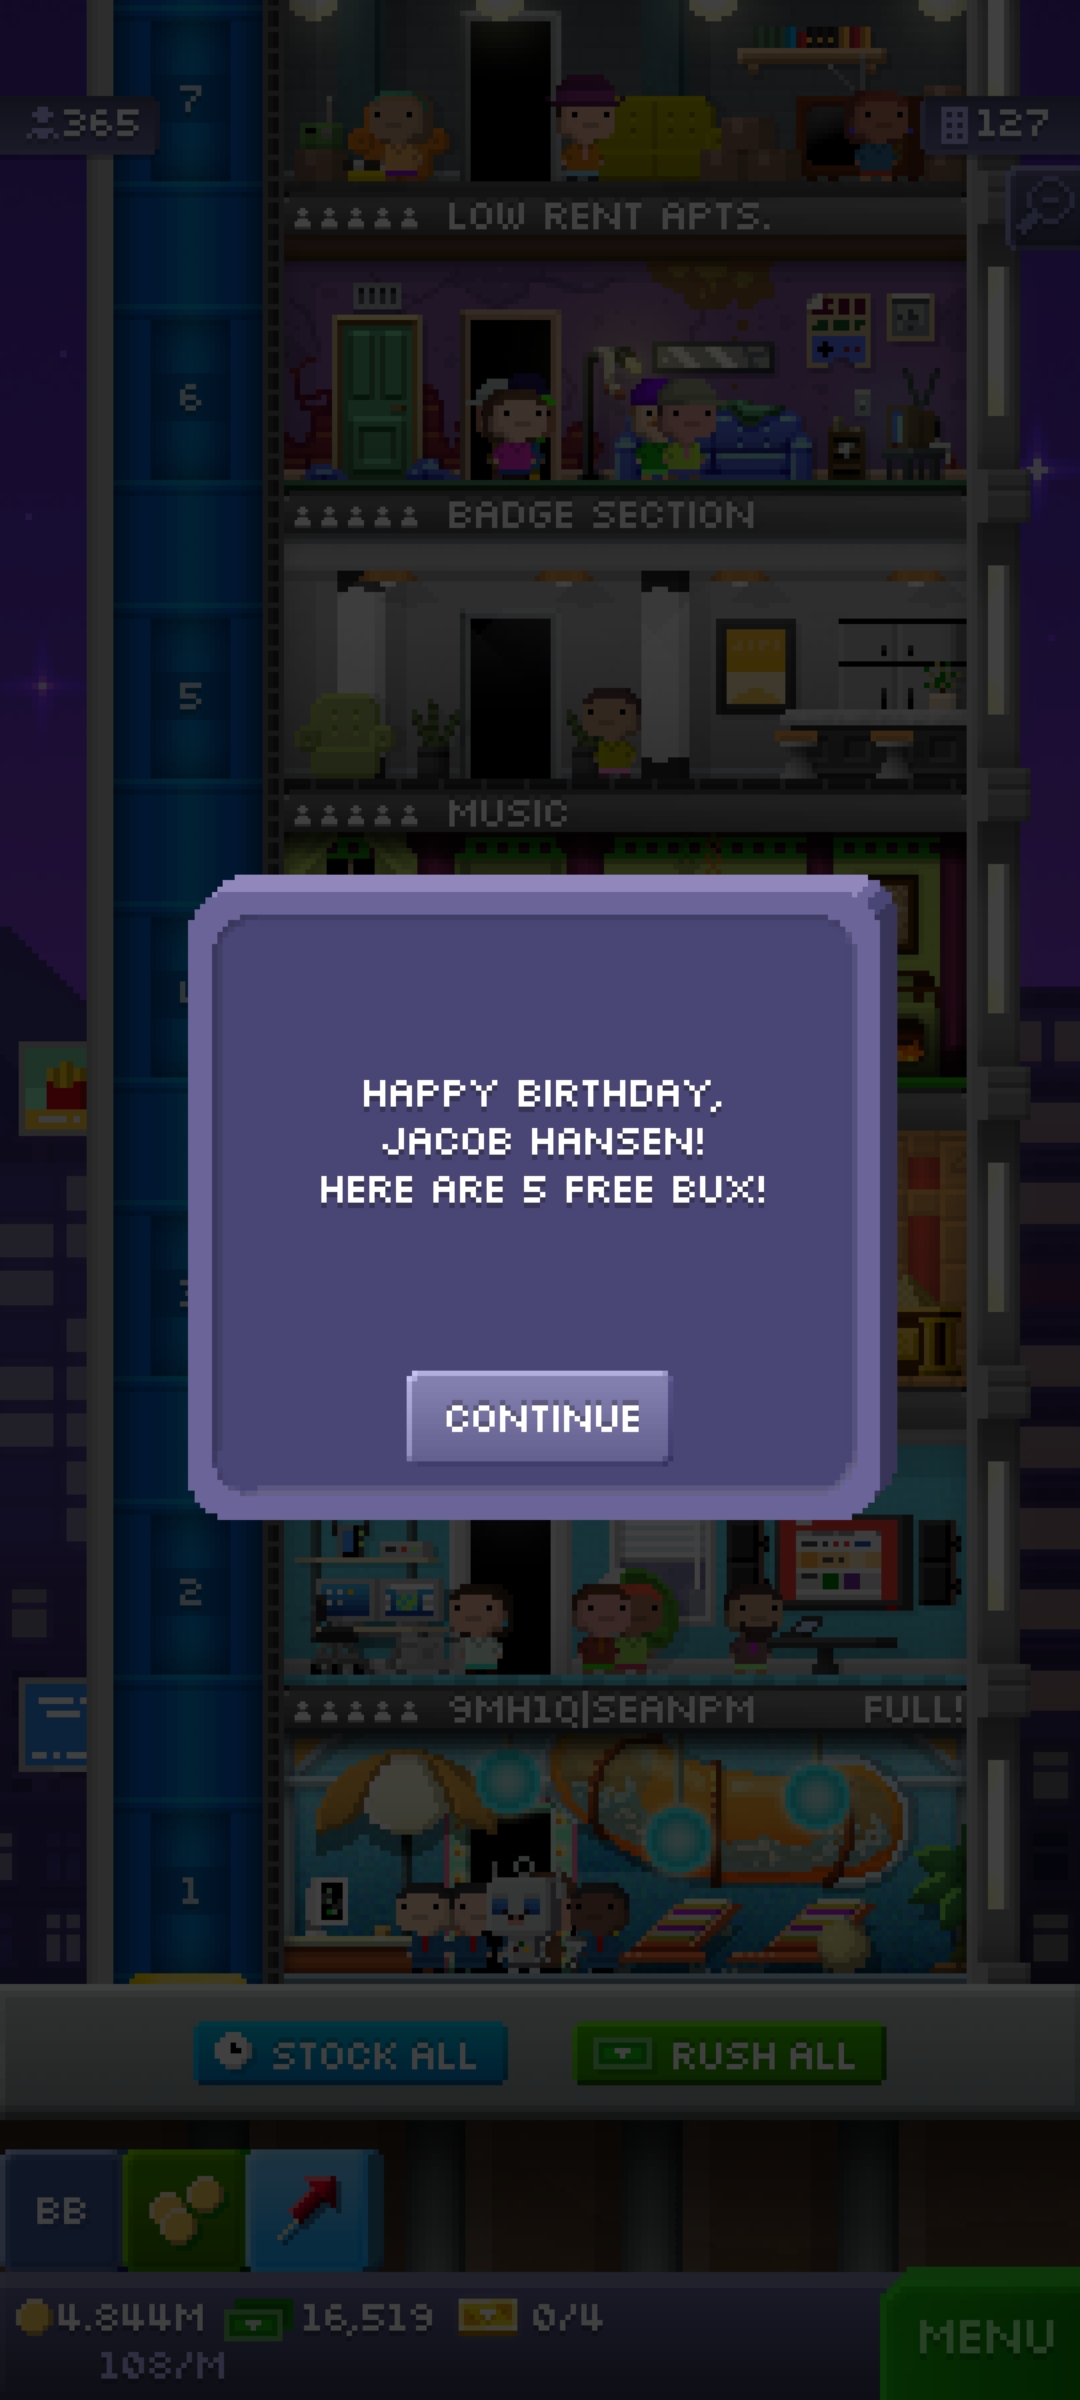 7
365
127
LOW RENT APTS.
6
BADGE SECTION
5
MUSIC
HAPPY BIRTHDAY,
JACOB HANSEN!
HERE ARE 5 FREE BUX!
CONTINUE
2
9MH1Q|SEANPM FULL!
1
STOCK ALL
RUSH ALL
BB
4.844M 16,519 0/4
108/M
MENU